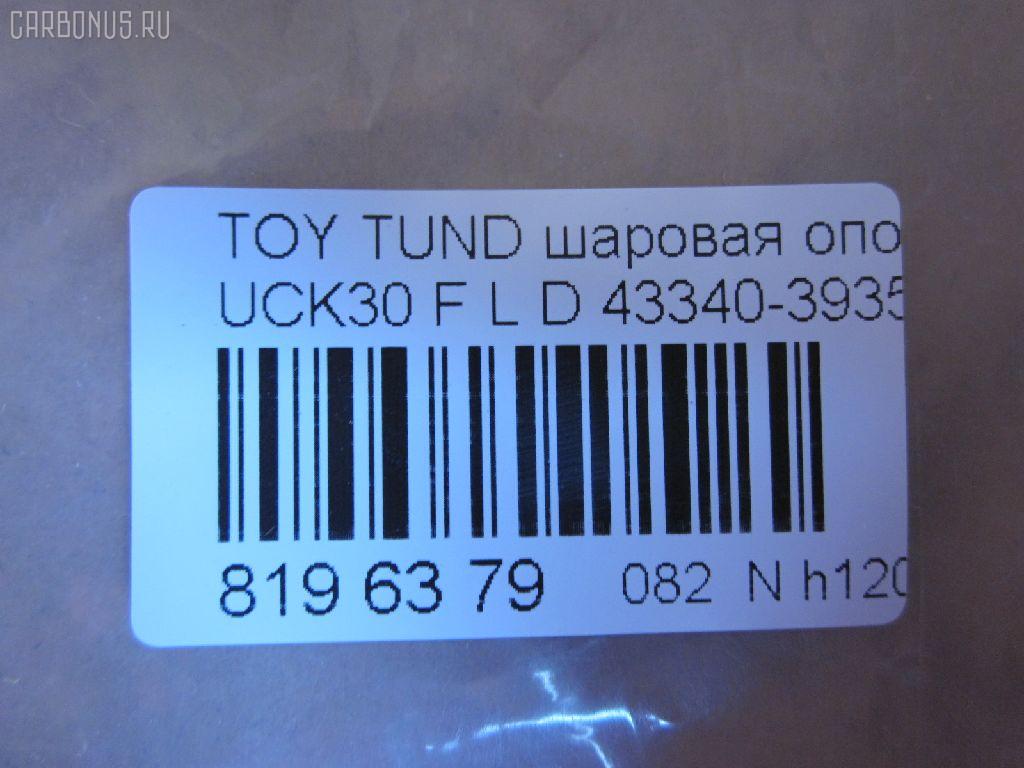 CARBONUS.RU
TOY TUND шаровая опо
UCK30 F L D 43340-3935
819 63 79 082 N h120